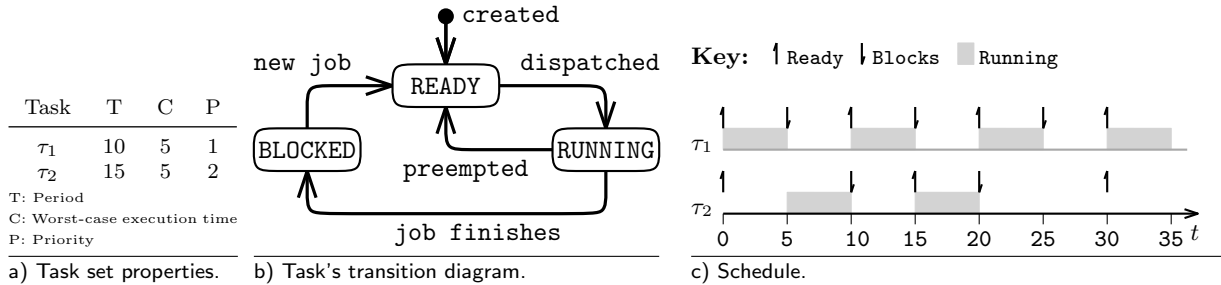 Task T C P
τ1 10 5 1
τ2 15 5 2
T: Period
C: Worst-case execution time
P: Priority
a) Task set properties.
created
new job
dispatched
READY
BLOCKED
RUNNING
preempted
job finishes
b) Task's transition diagram.
Key: Ready Blocks Running
τ1
τ2
0 5 10 15 20 25 30 35 t
c) Schedule.